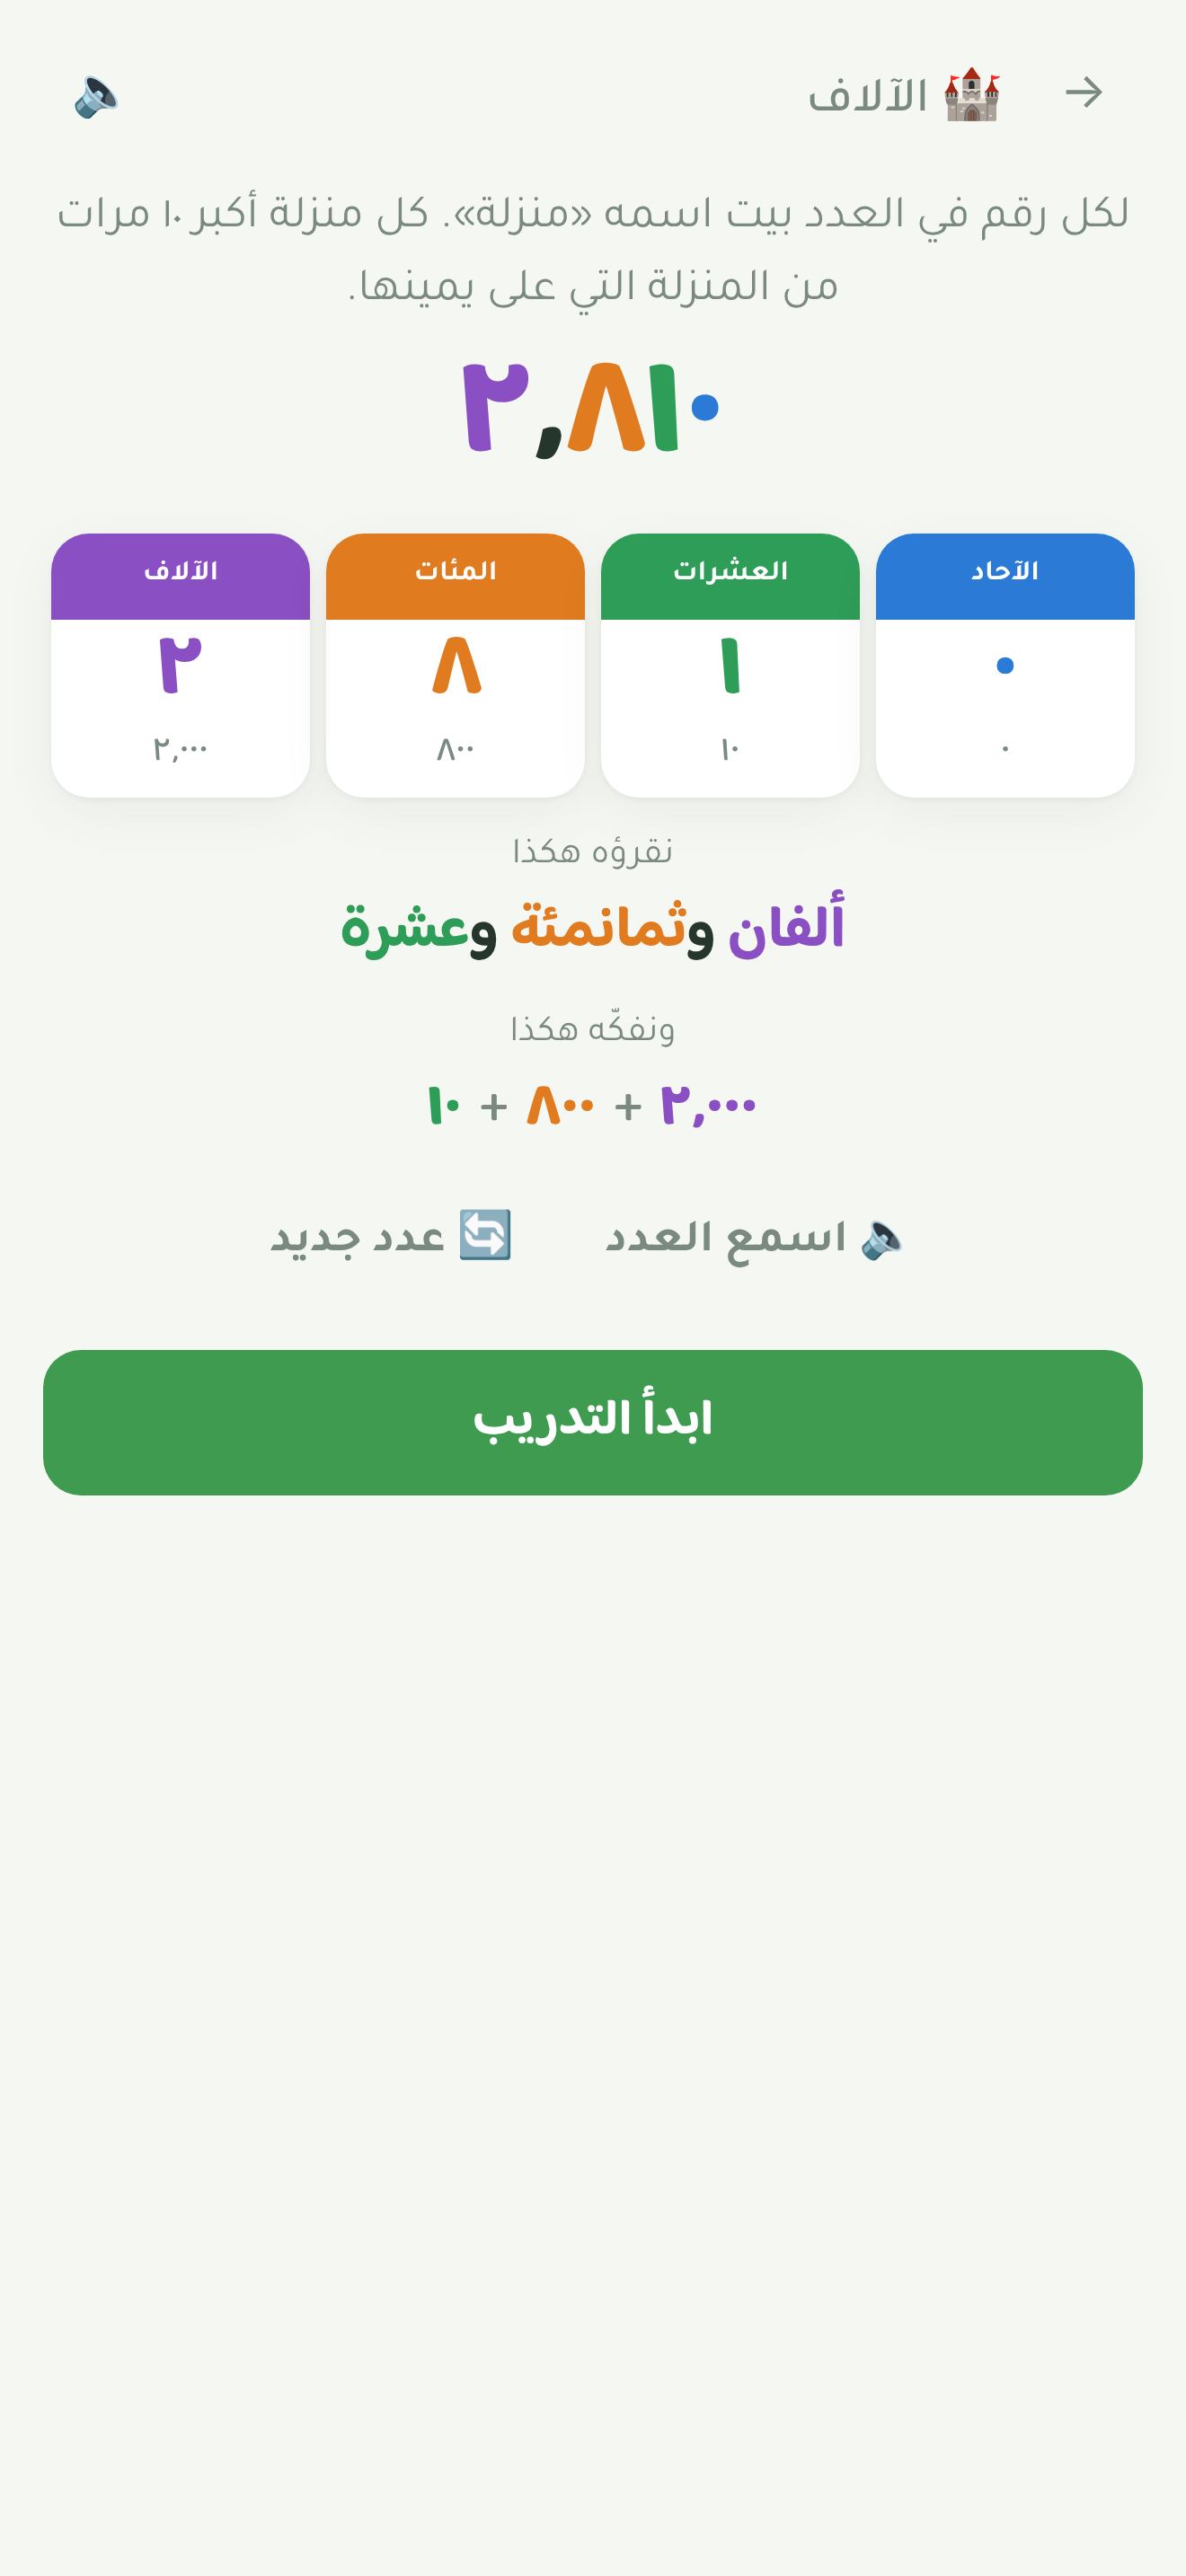 🏰 الآلاف
لكل رقم في العدد بيت اسمه «منزلة». كل منزلة أكبر ١٠ مرات
من المنزلة التي على يمينها.
٢,٨١٠
الآحاد العشرات المئات الآلاف
٠ ١ ٨ ٢
٠ ١٠ ٨٠٠ ٢,٠٠٠
نقرؤه هكذا
ألفان وثمانمئة وعشرة
ونفكّه هكذا
٢,٠٠٠ + ٨٠٠ + ١٠
🔈 اسمع العدد 🔄 عدد جديد
ابدأ التدريب